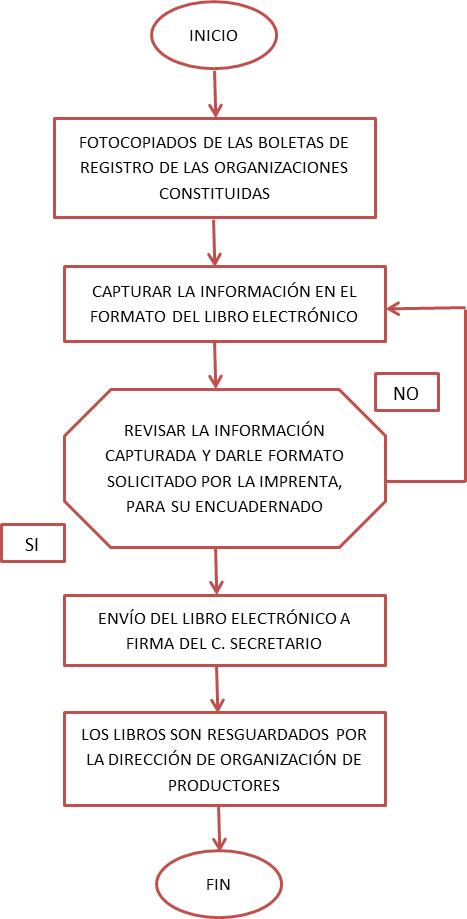 INICIO
FOTOCOPIADOS DE LAS BOLETAS DE
REGISTRO DE LAS ORGANIZACIONES
CONSTITUIDAS
CAPTURAR LA INFORMACIÓN EN EL
FORMATO DEL LIBRO ELECTRÓNICO
NO
REVISAR LA INFORMACIÓN
CAPTURADA Y DARLE FORMATO
SOLICITADO POR LA IMPRENTA,
PARA SU ENCUADERNADO
SI
ENVÍO DEL LIBRO ELECTRÓNICO A
FIRMA DEL C. SECRETARIO
LOS LIBROS SON RESGUARDADOS POR
LA DIRECCIÓN DE ORGANIZACIÓN DE
PRODUCTORES
FIN